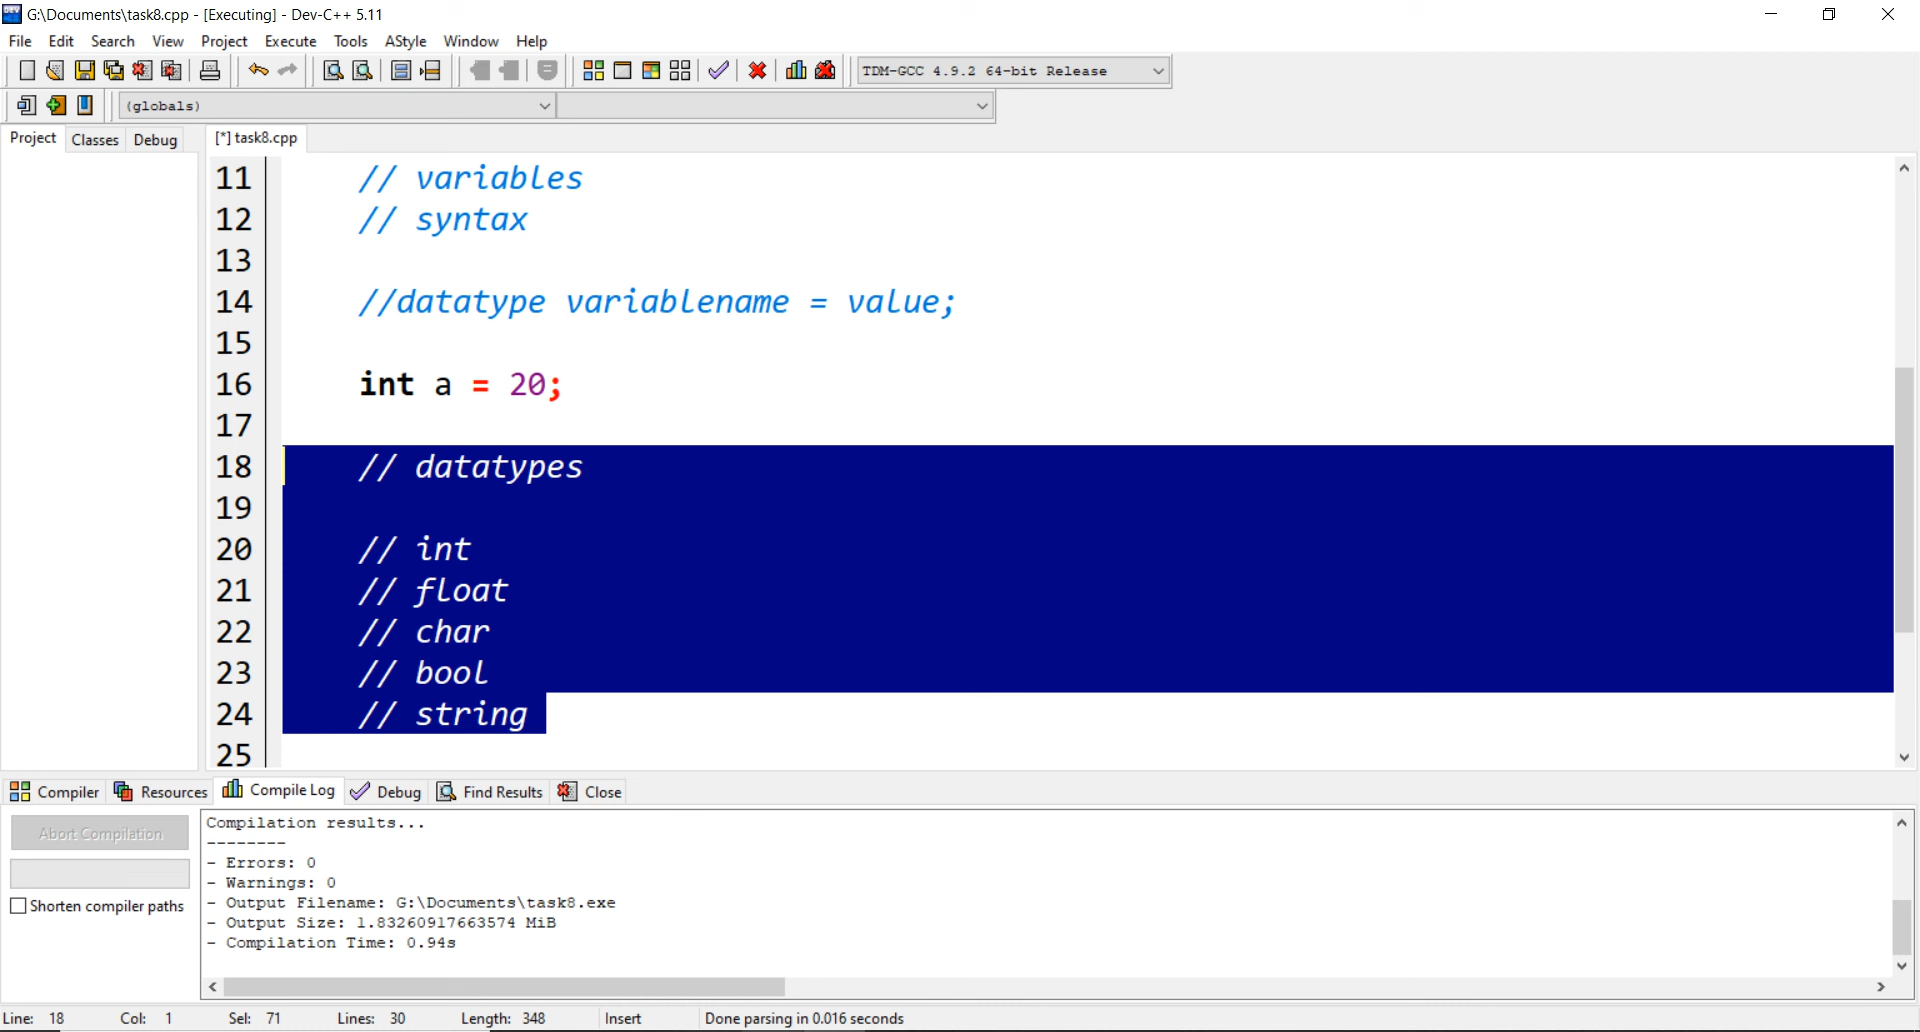 G:\Documents\task8.cpp - [Executing] - Dev-C++ 5.11
File Edit Search View Project Execute Tools AStyle Window Help
TDM-GCC 4.9.2 64-bit Release
(globals)
Project Classes Debug [*] task8.cpp
11 // variables
12 // syntax
13
14 //datatype variablename = value;
15
16 int a = 20;
17
18 // datatypes
19
20 // int
21 // float
22 // char
23 // bool
24 // string
25
Compiler Resources Compile Log Debug Find Results Close
Abort Compilation
Shorten compiler paths
Compilation results...
--------
- Errors: 0
- Warnings: 0
- Output Filename: G:\Documents\task8.exe
- Output Size: 1.83260917663574 MiB
- Compilation Time: 0.94s
Line: 18 Col: 1 Sel: 71 Lines: 30 Length: 348 Insert Done parsing in 0.016 seconds